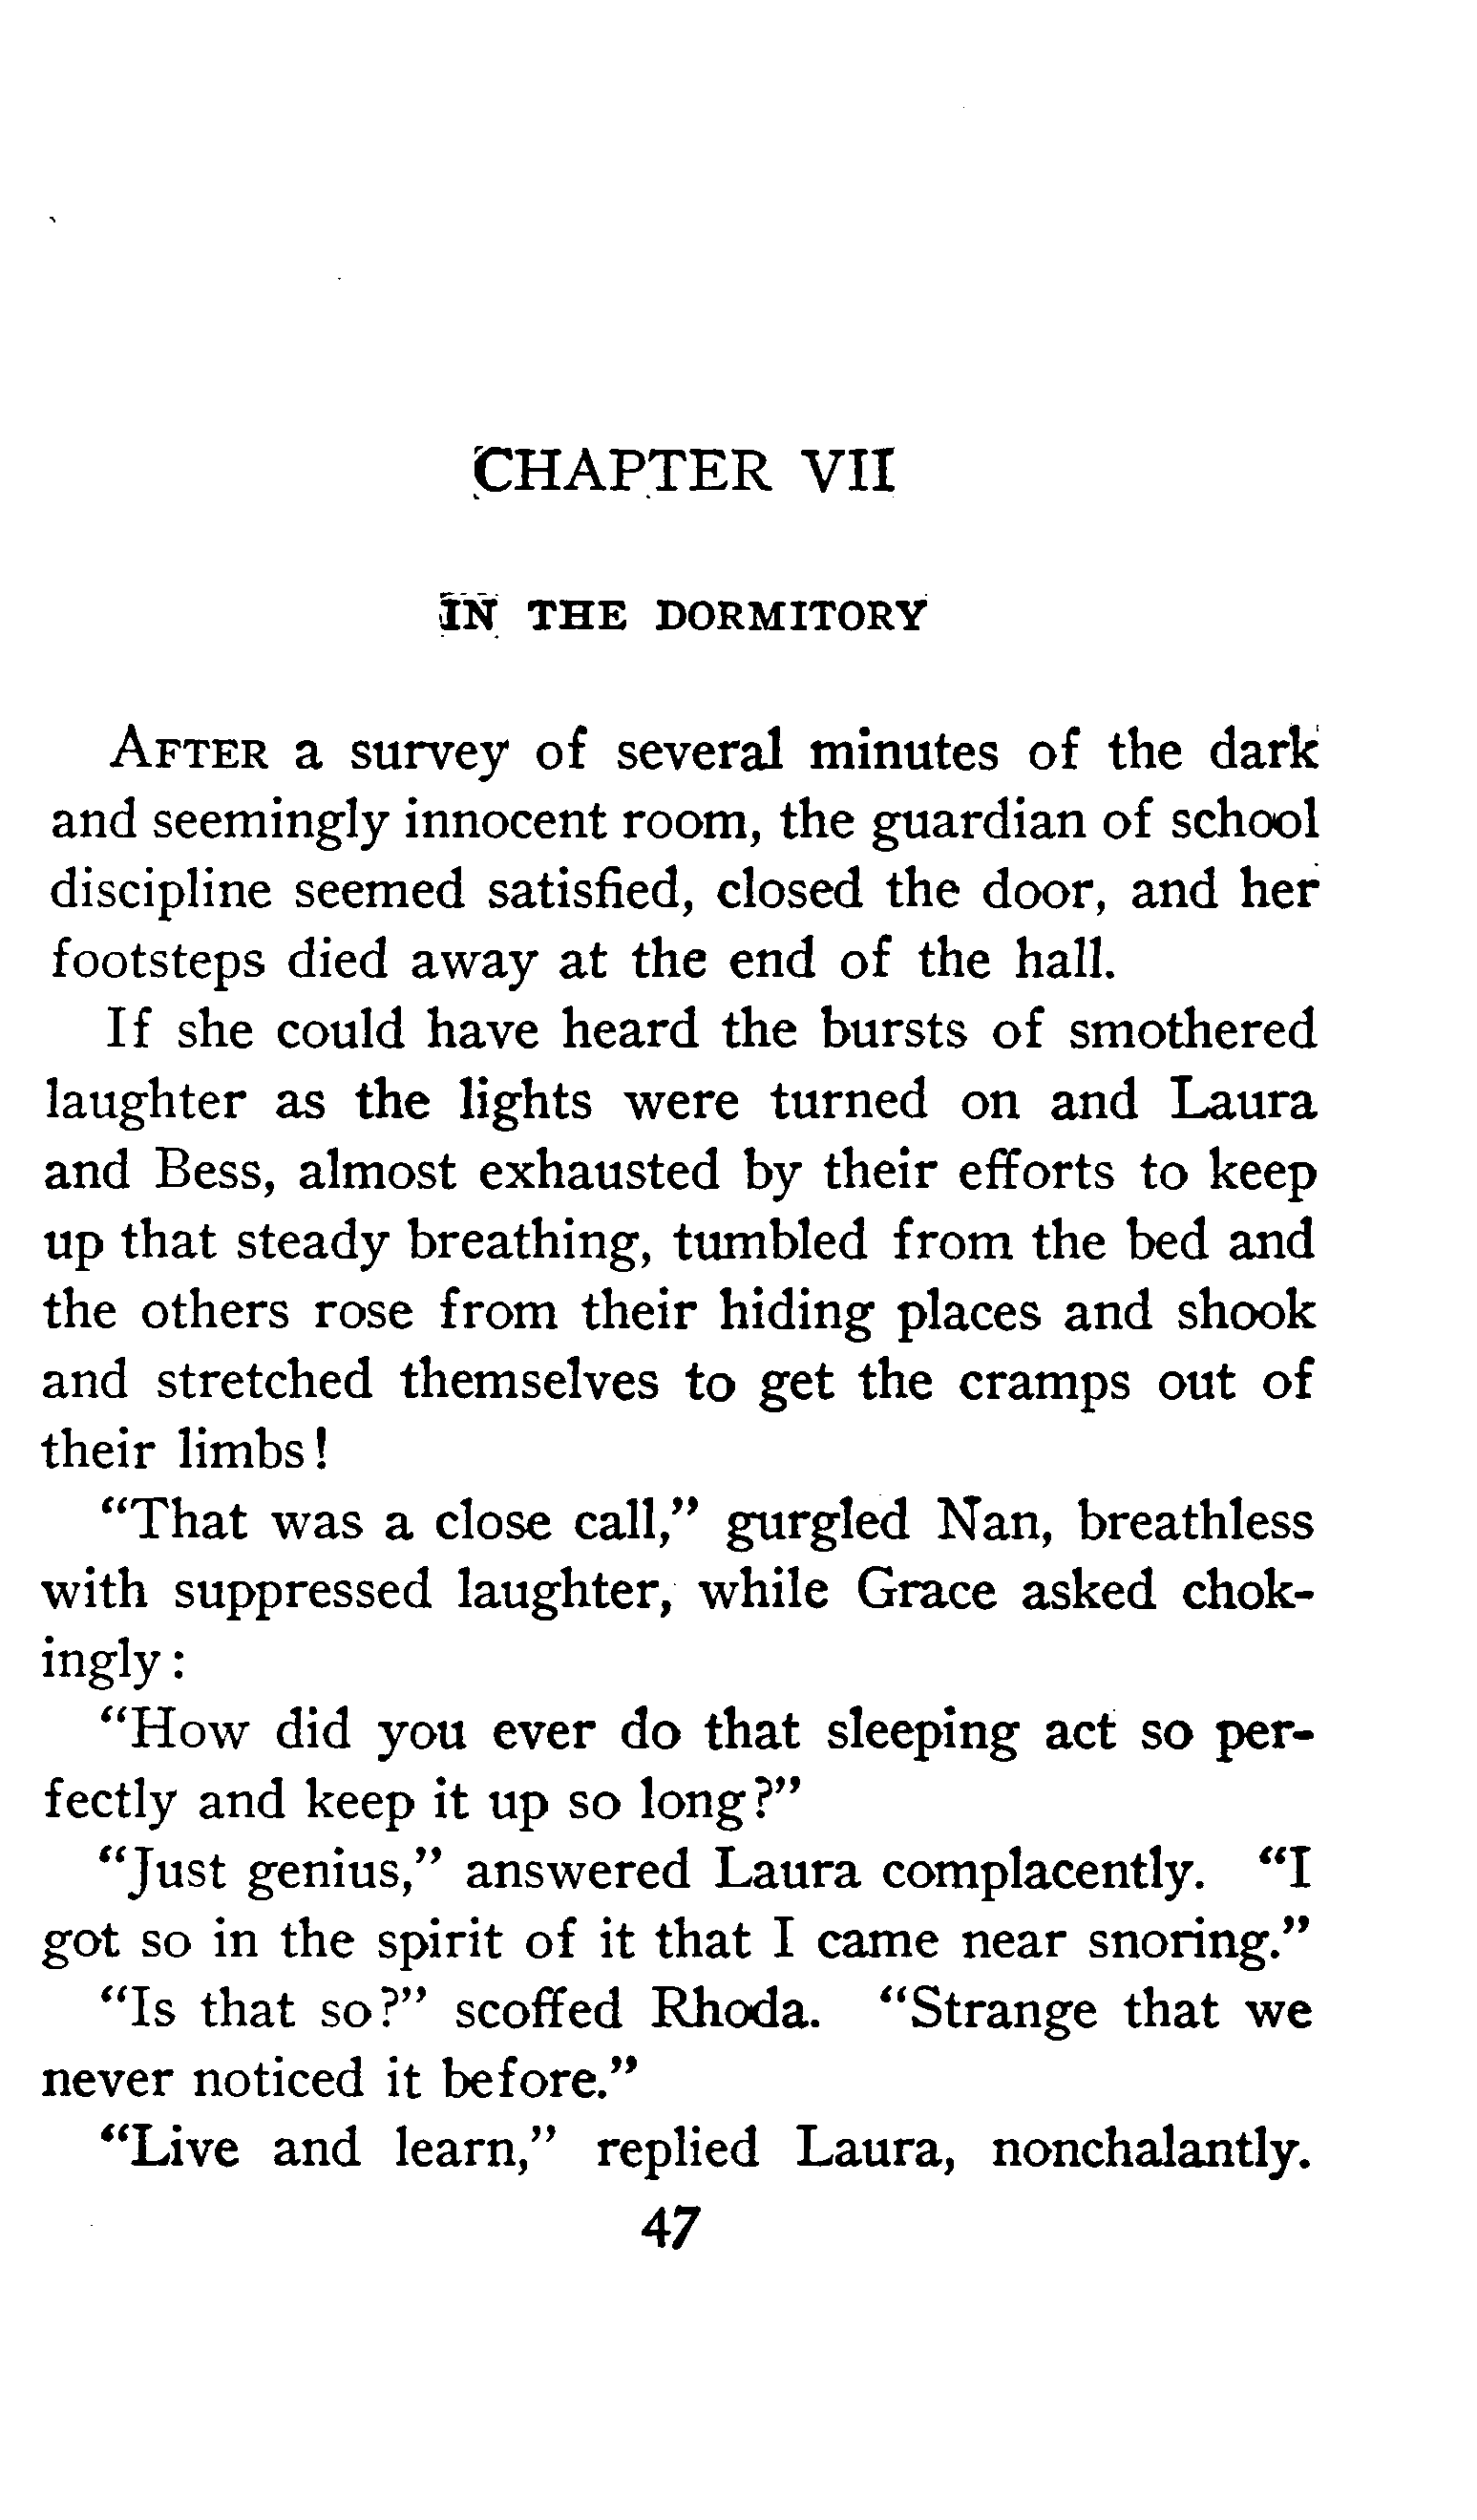 CHAPTER VII
IN THE DORMITORY
AFTER a survey of several minutes of the dark
and seemingly innocent room, the guardian of school
discipline seemed satisfied, closed the door, and her
footsteps died away at the end of the hall.
If she could have heard the bursts of smothered
laughter as the lights were turned on and Laura
and Bess, almost exhausted by their efforts to keep
up that steady breathing, tumbled from the bed and
the others rose from their hiding places and shook
and stretched themselves to get the cramps out of
their limbs!
“That was a close call,” gurgled Nan, breathless
with suppressed laughter, while Grace asked chok-
ingly:
“How did you ever do that sleeping act so per-
fectly and keep it up so long?”
“Just genius,” answered Laura complacently. “I
got so in the spirit of it that I came near snoring.”
“Is that so?” scoffed Rhoda. “Strange that we
never noticed it before.”
“Live and learn,” replied Laura, nonchalantly.
47